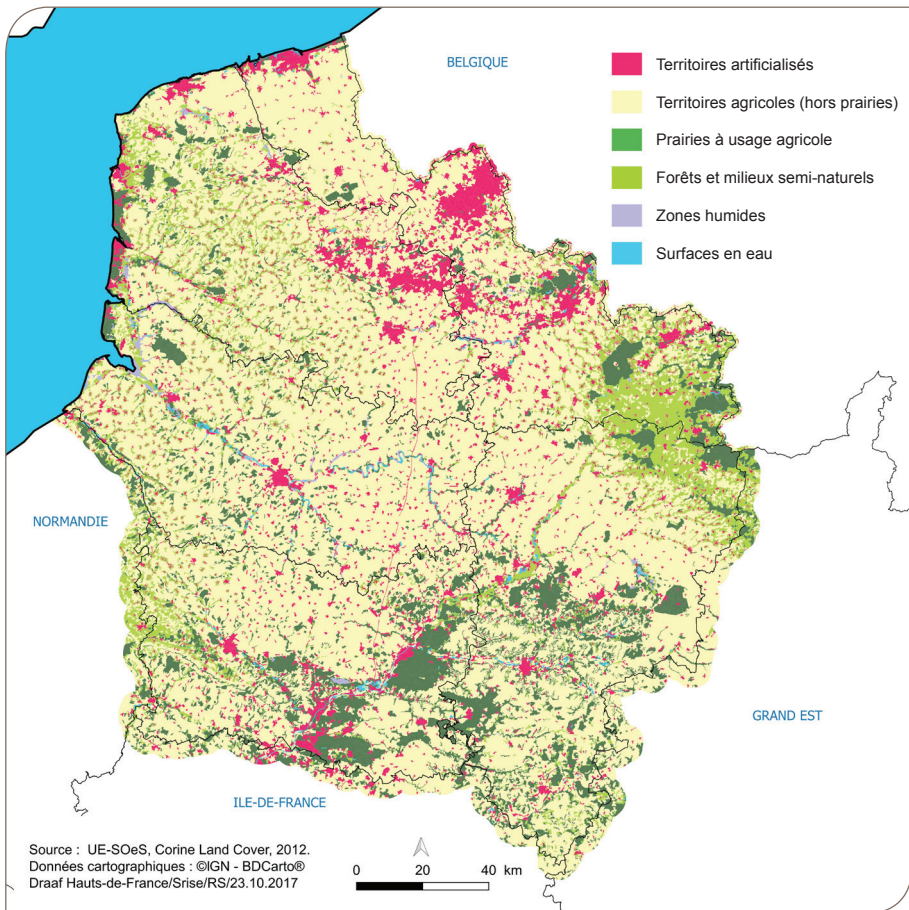 BELGIQUE
Territoires artificialisés
Territoires agricoles (hors prairies)
Prairies à usage agricole
Forêts et milieux semi-naturels
Zones humides
Surfaces en eau
NORMANDIE
GRAND EST
ILE-DE-FRANCE
Source : UE-SOeS, Corine Land Cover, 2012.
Données cartographiques : ©IGN - BDCarto®
Draaf Hauts-de-France/Srise/RS/23.10.2017
0 20 40 km